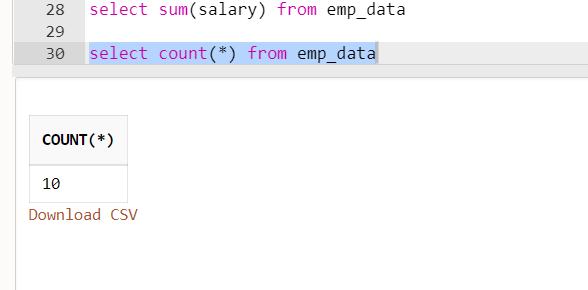 28 select sum(salary) from emp_data
29
30 select count(*) from emp_data
COUNT(*)
10
Download CSV